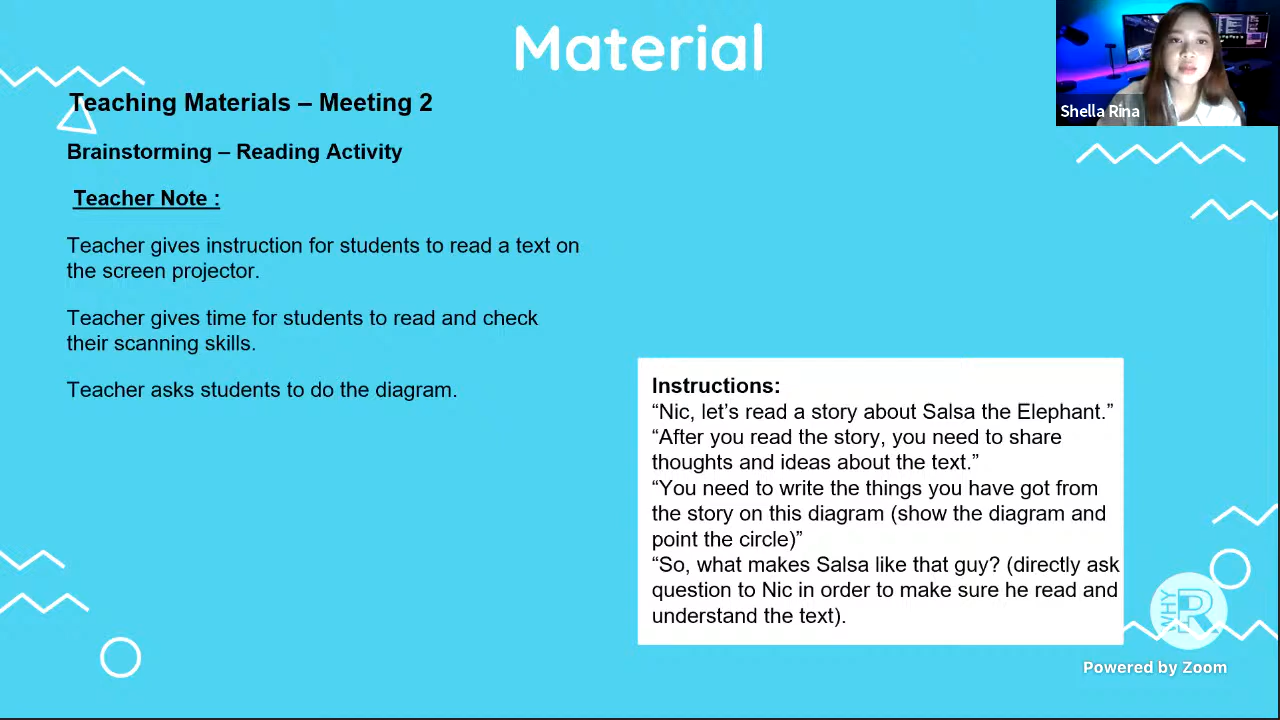 Material
Shella Rina
Teaching Materials – Meeting 2
Brainstorming – Reading Activity
Teacher Note :
Teacher gives instruction for students to read a text on
the screen projector.
Teacher gives time for students to read and check
their scanning skills.
Teacher asks students to do the diagram.
Instructions:
“Nic, let’s read a story about Salsa the Elephant.”
“After you read the story, you need to share
thoughts and ideas about the text.”
“You need to write the things you have got from
the story on this diagram (show the diagram and
point the circle)”
“So, what makes Salsa like that guy? (directly ask
question to Nic in order to make sure he read and
understand the text).
WHY
Powered by Zoom